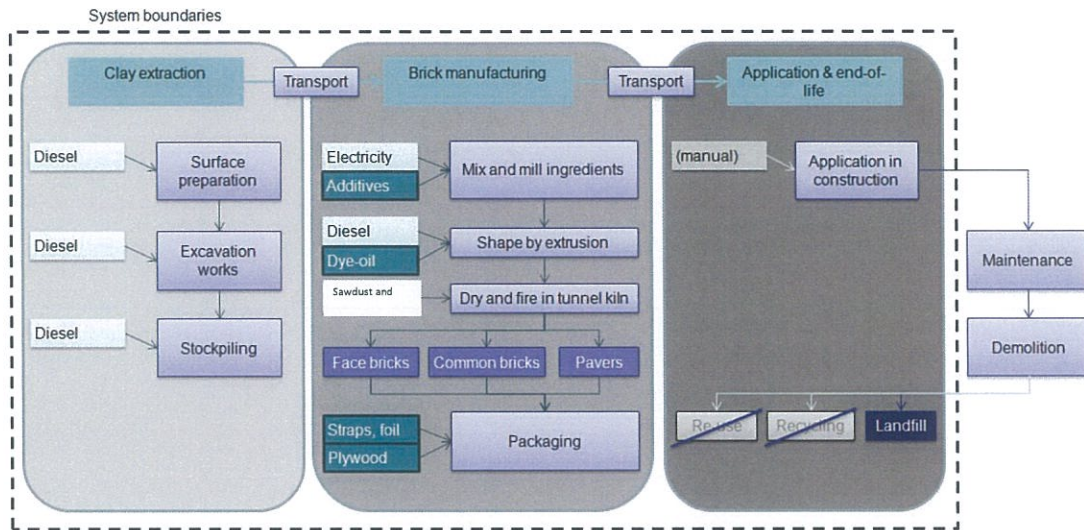 System boundaries
Clay extraction
Transport
Brick manufacturing
Transport
Application & end-of-
life
Diesel
Surface
preparation
Diesel
Excavation
works
Diesel
Stockpiling
Electricity
Additives
Mix and mill ingredients
Diesel
Dye-oil
Shape by extrusion
Sawdust and
Dry and fire in tunnel kiln
Face bricks
Common bricks
Pavers
Straps, foil
Plywood
Packaging
(manual)
Application in
construction
Maintenance
Demolition
Re-use
Recycling
Landfill